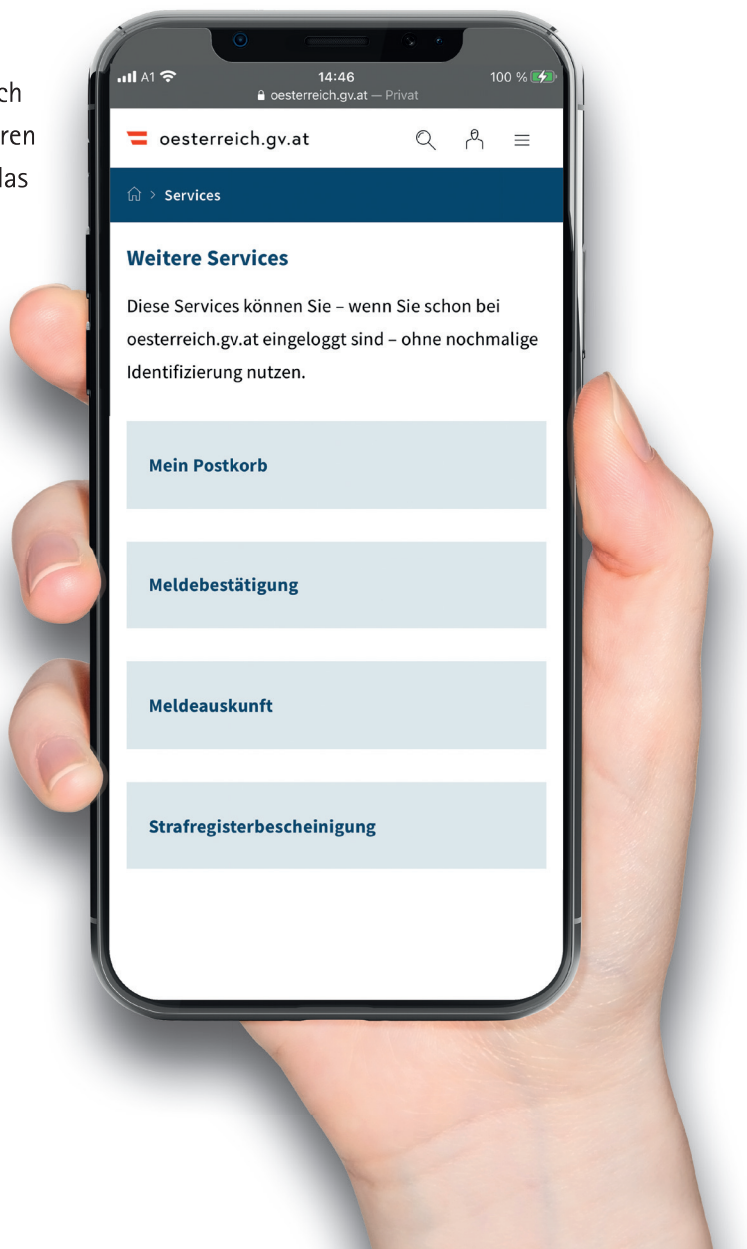 ch
ren
las
A1 14:46 100 %
oesterreich.gv.at — Privat
oesterreich.gv.at
> Services
Weitere Services
Diese Services können Sie – wenn Sie schon bei
oesterreich.gv.at eingeloggt sind – ohne nochmalige
Identifizierung nutzen.
Mein Postkorb
Meldebestätigung
Meldeauskunft
Strafregisterbescheinigung